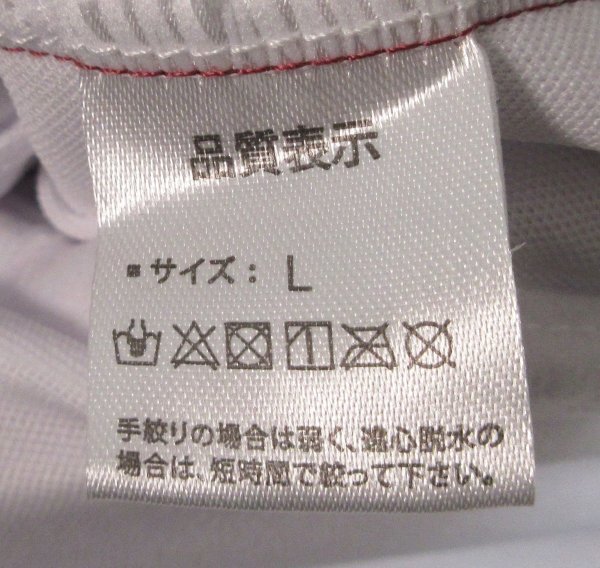 品質表示
■サイズ: L
手絞りの場合は弱く、遠心脱水の
場合は、短時間で絞って下さい。